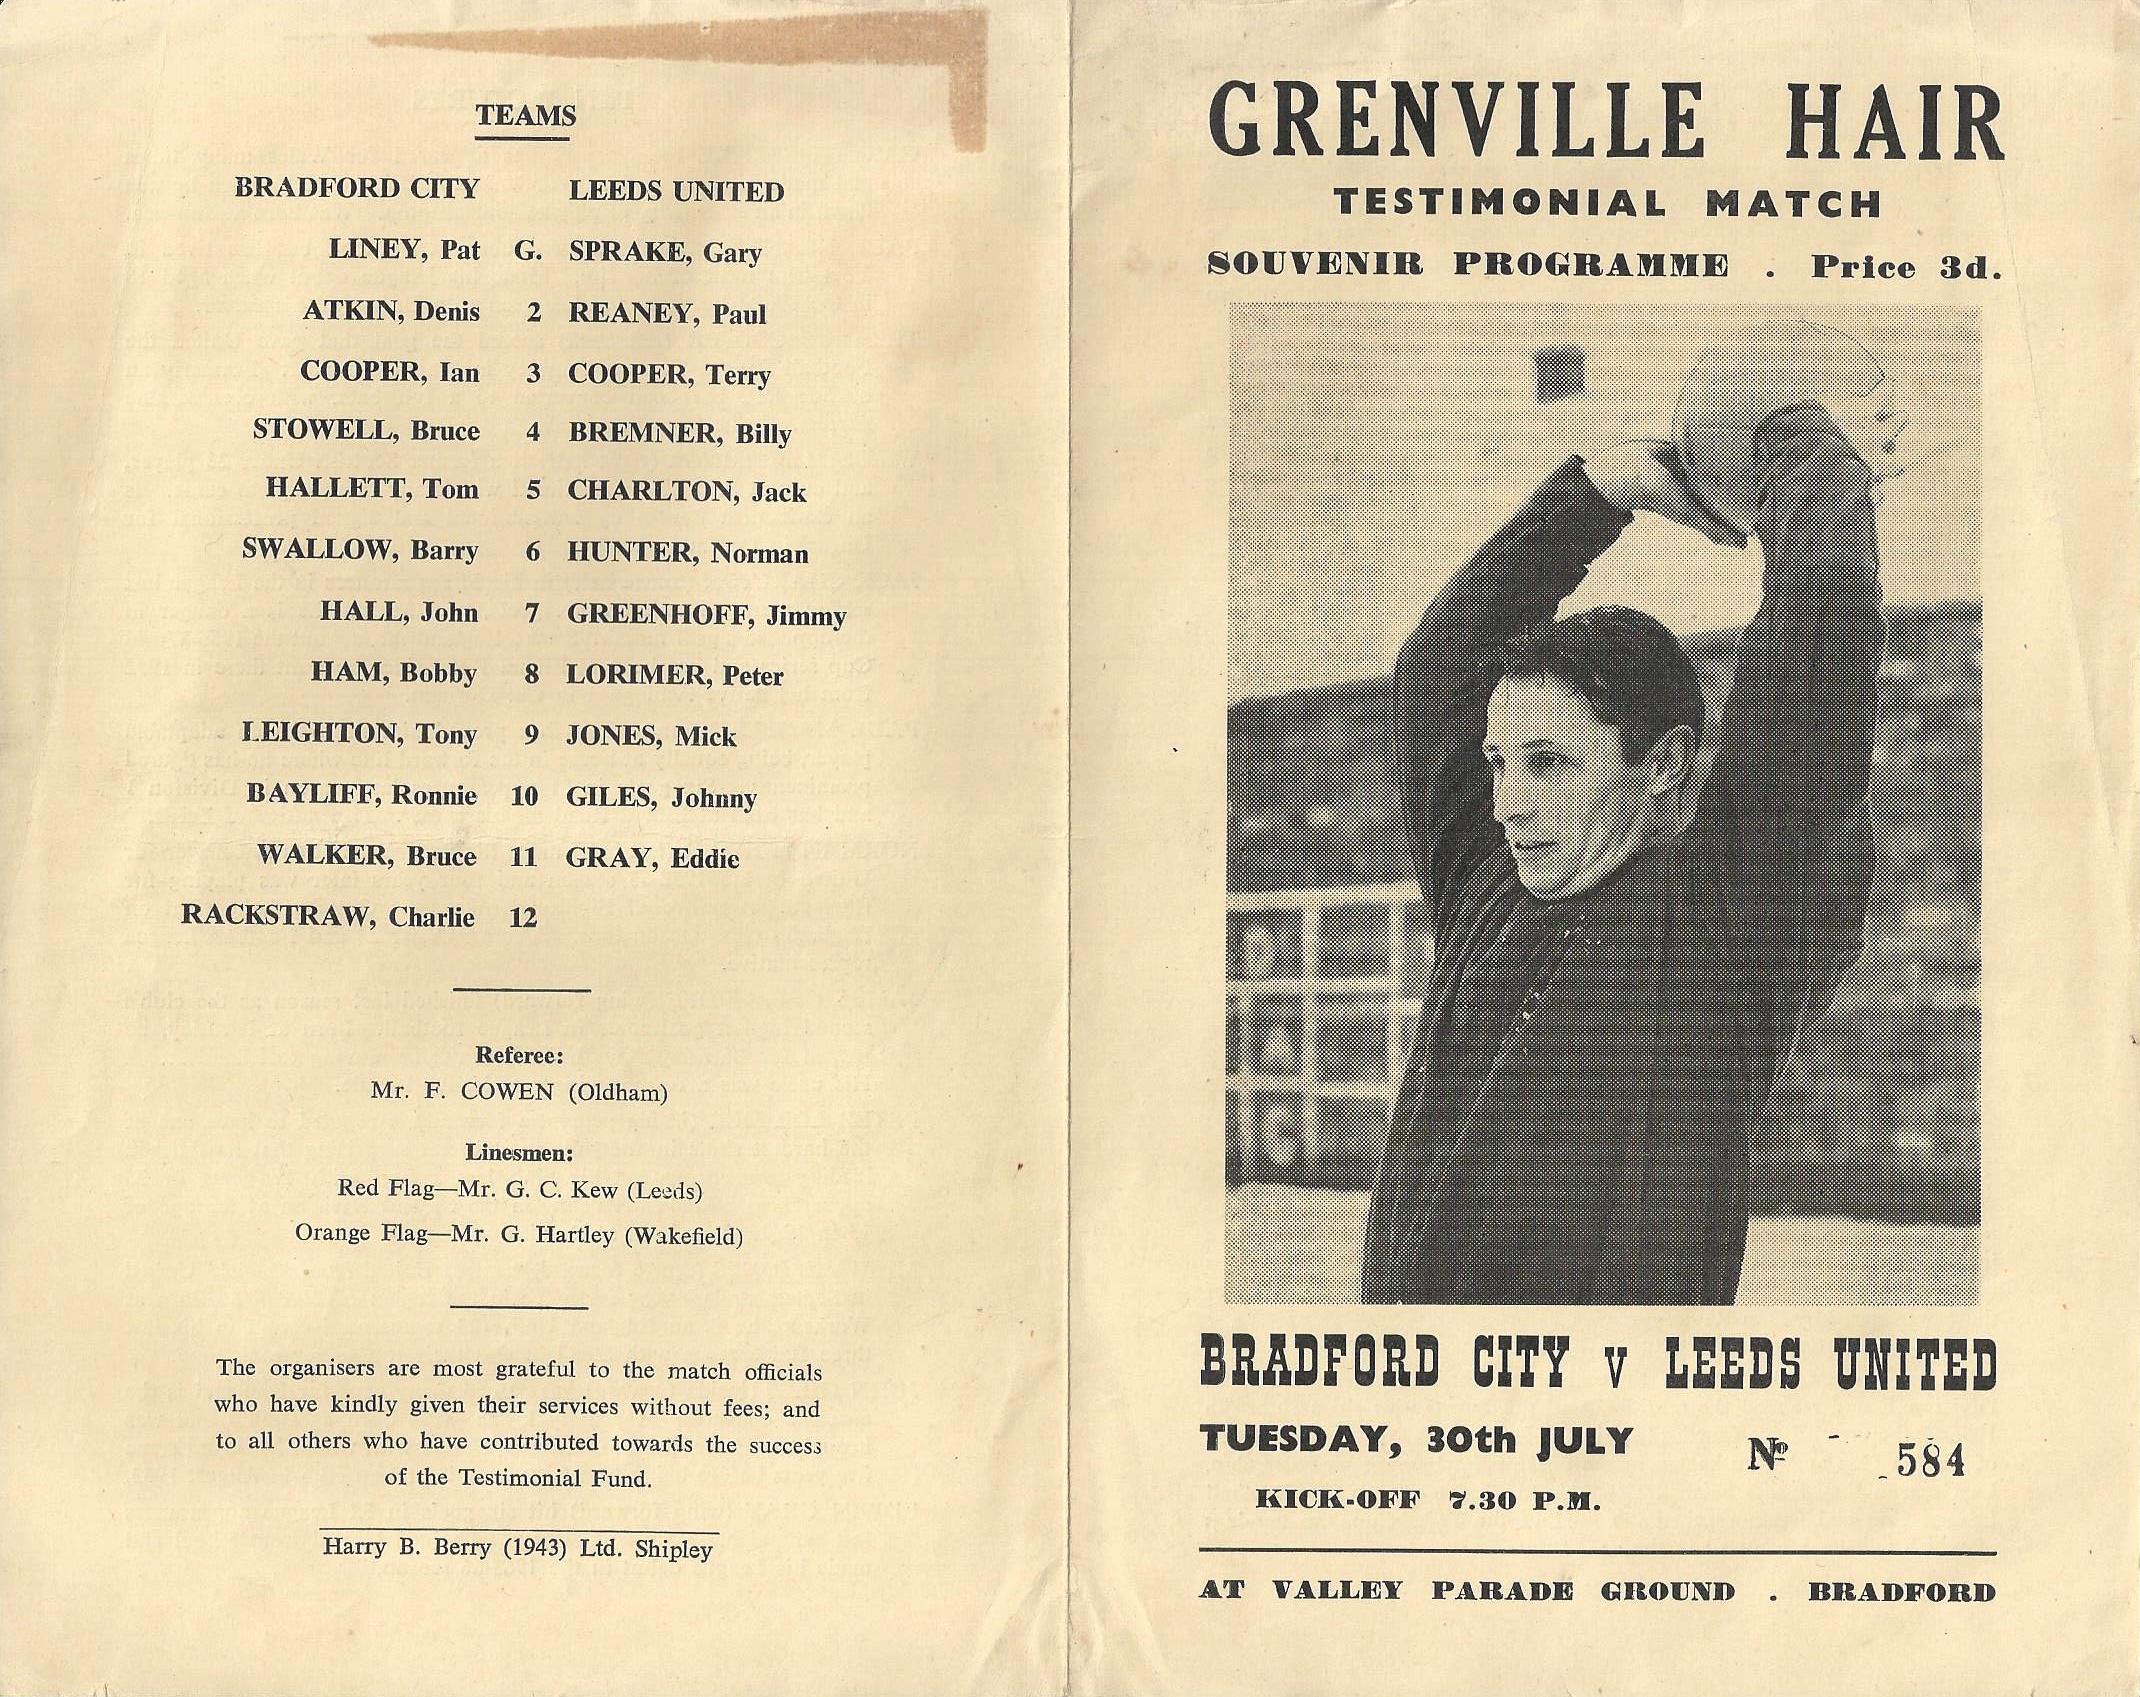 TEAMS
BRADFORD CITY LEEDS UNITED
LINEY, Pat G. SPRAKE, Gary
ATKIN, Denis 2 REANEY, Paul
COOPER, Ian 3 COOPER, Terry
STOWELL, Bruce 4 BREMNER, Billy
HALLETT, Tom 5 CHARLTON, Jack
SWALLOW, Barry 6 HUNTER, Norman
HALL, John 7 GREENHOFF, Jimmy
HAM, Bobby 8 LORIMER, Peter
LEIGHTON, Tony 9 JONES, Mick
BAYLIFF, Ronnie 10 GILES, Johnny
WALKER, Bruce 11 GRAY, Eddie
RACKSTRAW, Charlie 12
Referee:
Mr. F. COWEN (Oldham)
Linesmen:
Red Flag—Mr. G. C. Kew (Leeds)
Orange Flag—Mr. G. Hartley (Wakefield)
The organisers are most grateful to the match officials
who have kindly given their services without fees; and
to all others who have contributed towards the success
of the Testimonial Fund.
Harry B. Berry (1943) Ltd. Shipley
GRENVILLE HAIR
TESTIMONIAL MATCH
SOUVENIR PROGRAMME . Price 3d.
BRADFORD CITY v LEEDS UNITED
TUESDAY, 30th JULY
Nº 584
KICK-OFF 7.30 P.M.
AT VALLEY PARADE GROUND . BRADFORD